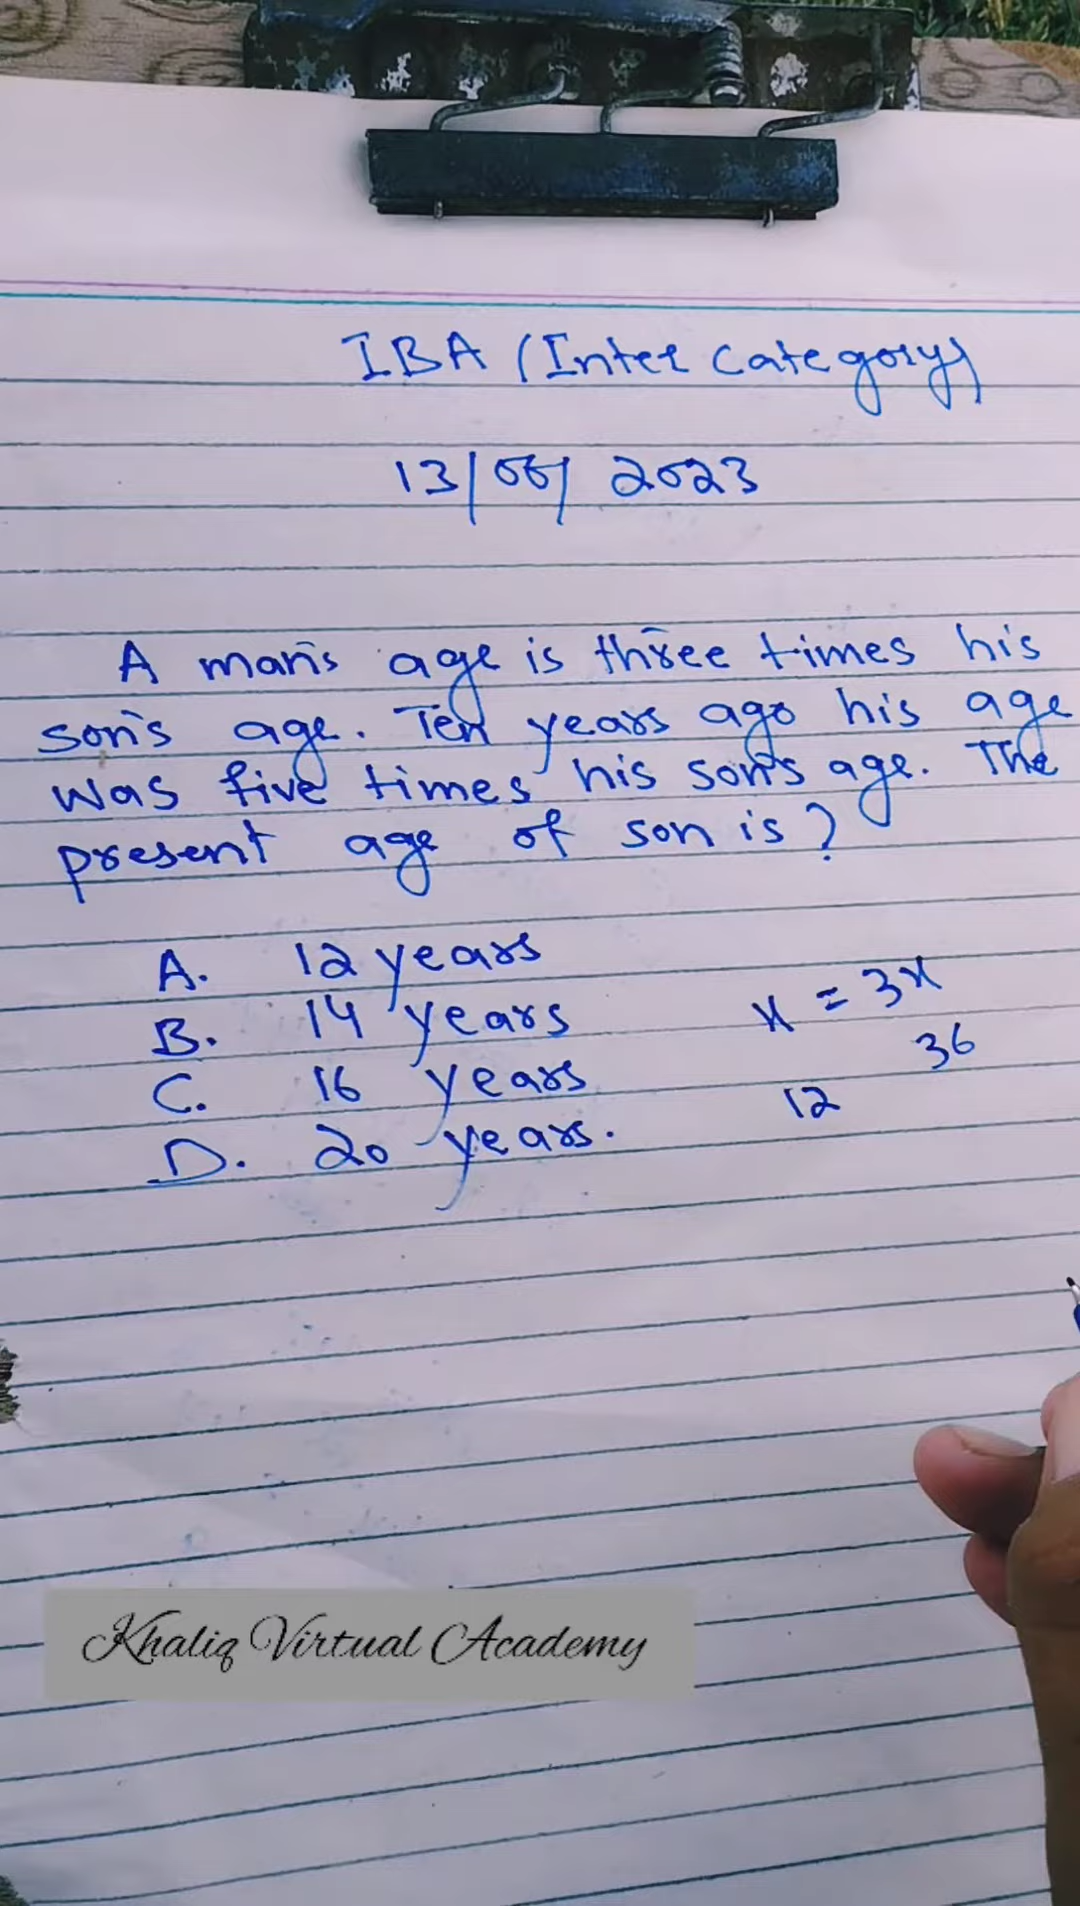 IBA (Inter Category)
13/08/2023
A man's age is three times his
son's age. Ten years ago his age
was five times his son's age. The
present age of son is?
A. 12 years
B. 14 years
C. 16 years
D. 20 years.
x = 3x
36
12
Khaliq Virtual Academy